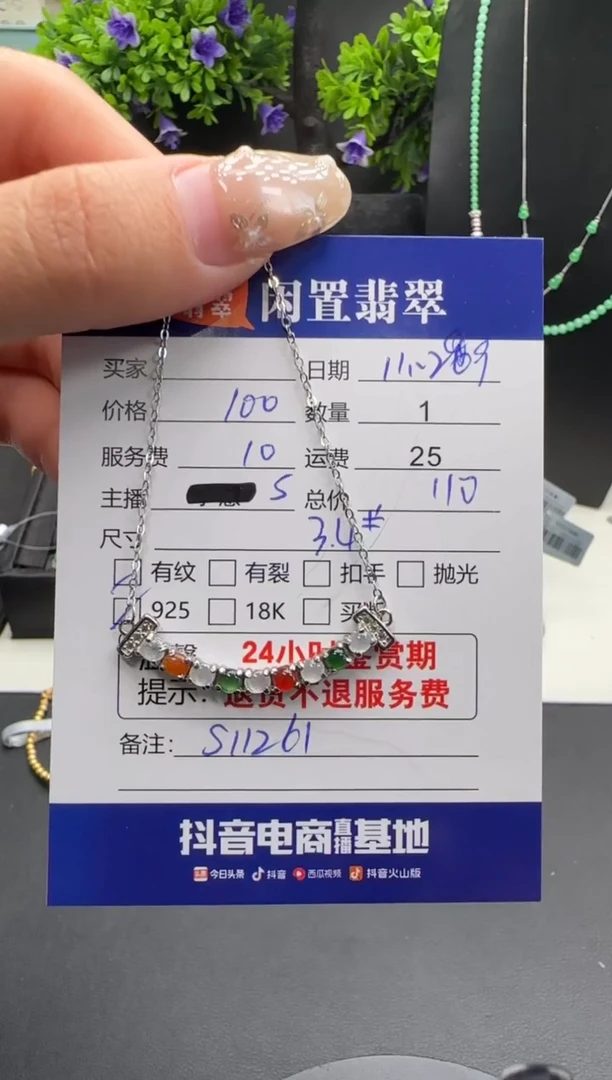 闲置翡翠
买家 日期
价格 100 数量 1
服务费 10 运费 25
主播 S 总价 110
尺寸 3.4#
有纹 有裂 扣手 抛光
925 18K
24小时鉴赏期
提示：退货不退服务费
备注：S11261
抖音电商直播基地
今日头条 抖音 西瓜视频 抖音火山版